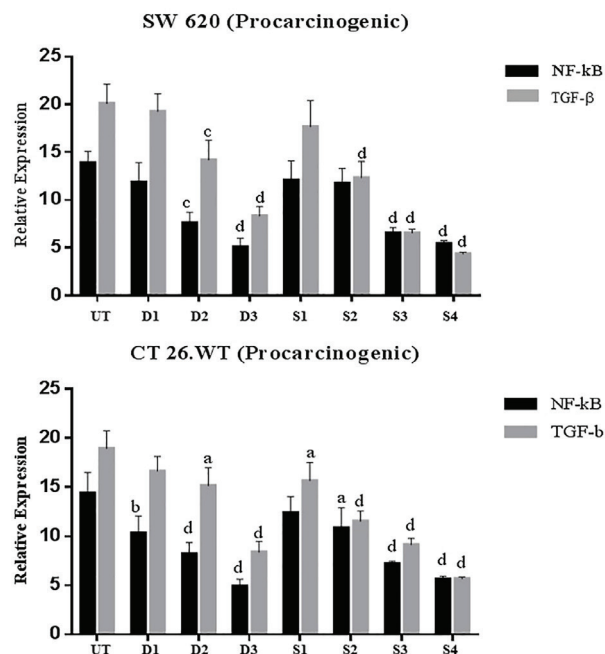 SW 620 (Procarcinogenic)
NF-kB
TGF-β
Relative Expression
25
20
15
10
5
0
c
c
d
d
d
d
d
d
d
UT D1 D2 D3 S1 S2 S3 S4
CT 26.WT (Procarcinogenic)
NF-kB
TGF-b
Relative Expression
25
20
15
10
5
0
b
d
a
d
d
a
a
d
d
d
d
d
UT D1 D2 D3 S1 S2 S3 S4